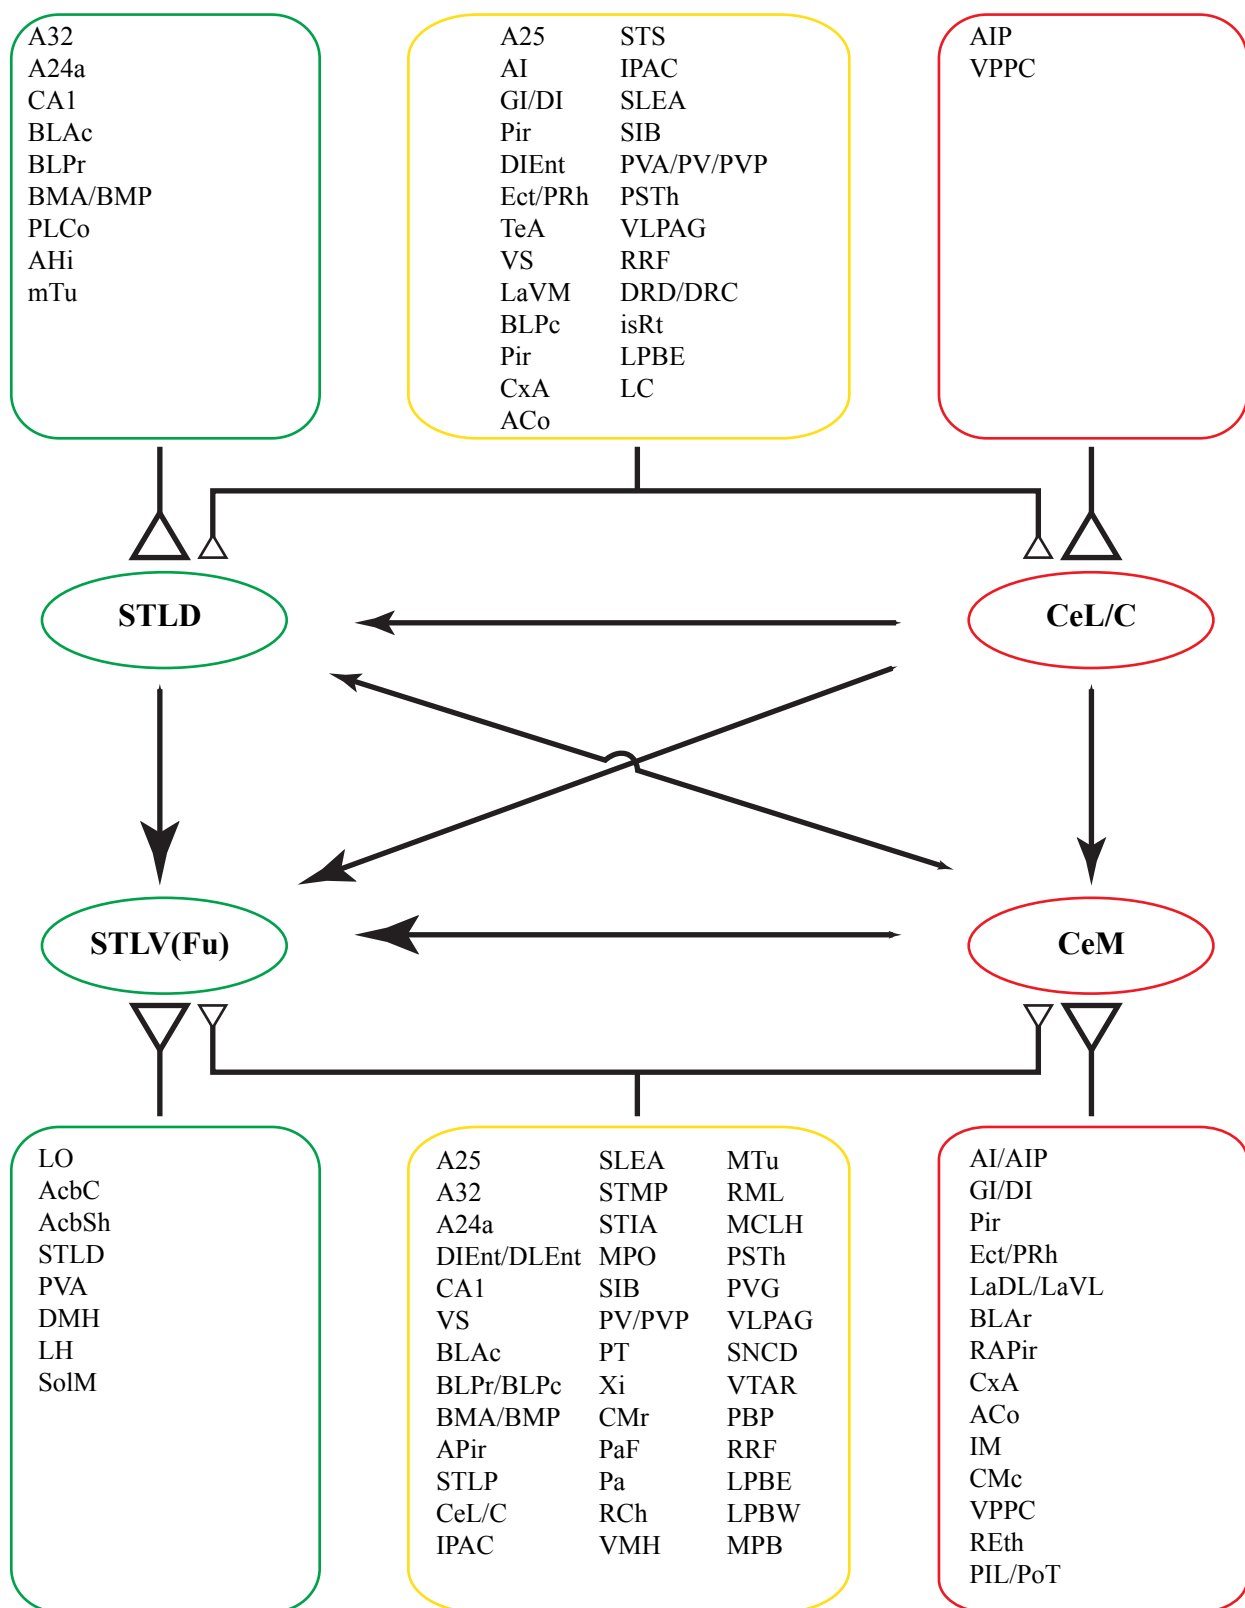 A32
A24a
CA1
BLAc
BLPr
BMA/BMP
PLCo
AHi
mTu
A25
AI
GI/DI
Pir
DIEnt
Ect/PRh
TeA
VS
LaVM
BLPc
Pir
CxA
ACo
STS
IPAC
SLEA
SIB
PVA/PV/PVP
PSTh
VLPAG
RRF
DRD/DRC
isRt
LPBE
LC
AIP
VPPC
STLD
CeL/C
STLV(Fu)
CeM
LO
AcbC
AcbSh
STLD
PVA
DMH
LH
SolM
A25
A32
A24a
DIEnt/DLEnt
CA1
VS
BLAc
BLPr/BLPc
BMA/BMP
APir
STLP
CeL/C
IPAC
SLEA
STMP
STIA
MPO
SIB
PV/PVP
PT
Xi
CMr
PaF
Pa
RCh
VMH
MTu
RML
MCLH
PSTh
PVG
VLPAG
SNCD
VTAR
PBP
RRF
LPBE
LPBW
MPB
AI/AIP
GI/DI
Pir
Ect/PRh
LaDL/LaVL
BLAr
RAPir
CxA
ACo
IM
CMc
VPPC
REth
PIL/PoT